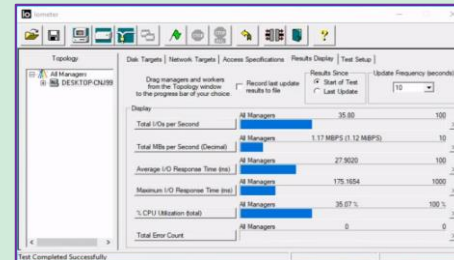 Iometer
Topology
All Managers
DESKTOP-CNJ99
Disk Targets
Network Targets
Access Specifications
Results Display
Test Setup
Drag managers and workers
from the Topology window
to the progress bar of your choice.
Record last update
results to file
Results Since
Start of Test
Last Update
Update Frequency (seconds)
10
Display
All Managers 35.80 100
Total I/Os per Second
All Managers 1.17 MBPS (1.12 MiBPS) 10
Total MBs per Second (Decimal)
All Managers 27.9020 100
Average I/O Response Time (ms)
All Managers 175.1654 1000
Maximum I/O Response Time (ms)
All Managers 35.07 % 100 %
% CPU Utilization (total)
All Managers 0 0
Total Error Count
Test Completed Successfully